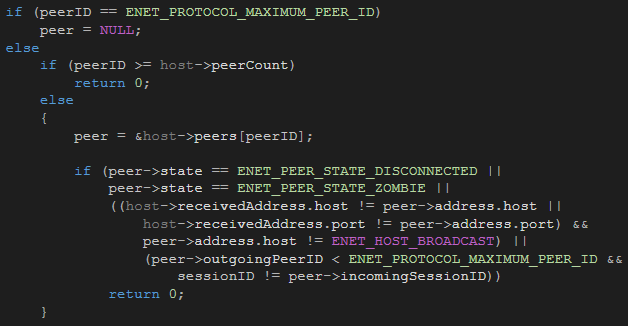 if (peerID == ENET_PROTOCOL_MAXIMUM_PEER_ID)
    peer = NULL;
else
    if (peerID >= host->peerCount)
        return 0;
    else
    {
        peer = &host->peers[peerID];

        if (peer->state == ENET_PEER_STATE_DISCONNECTED ||
            peer->state == ENET_PEER_STATE_ZOMBIE ||
            ((host->receivedAddress.host != peer->address.host ||
                host->receivedAddress.port != peer->address.port) &&
                peer->address.host != ENET_HOST_BROADCAST) ||
                (peer->outgoingPeerID < ENET_PROTOCOL_MAXIMUM_PEER_ID &&
                    sessionID != peer->incomingSessionID))
            return 0;
    }